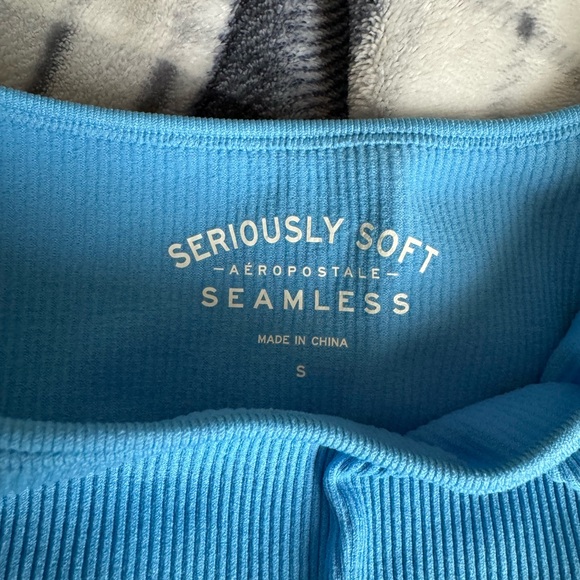 SERIOUSLY SOFT
—AÉROPOSTALE—
SEAMLESS
MADE IN CHINA
S